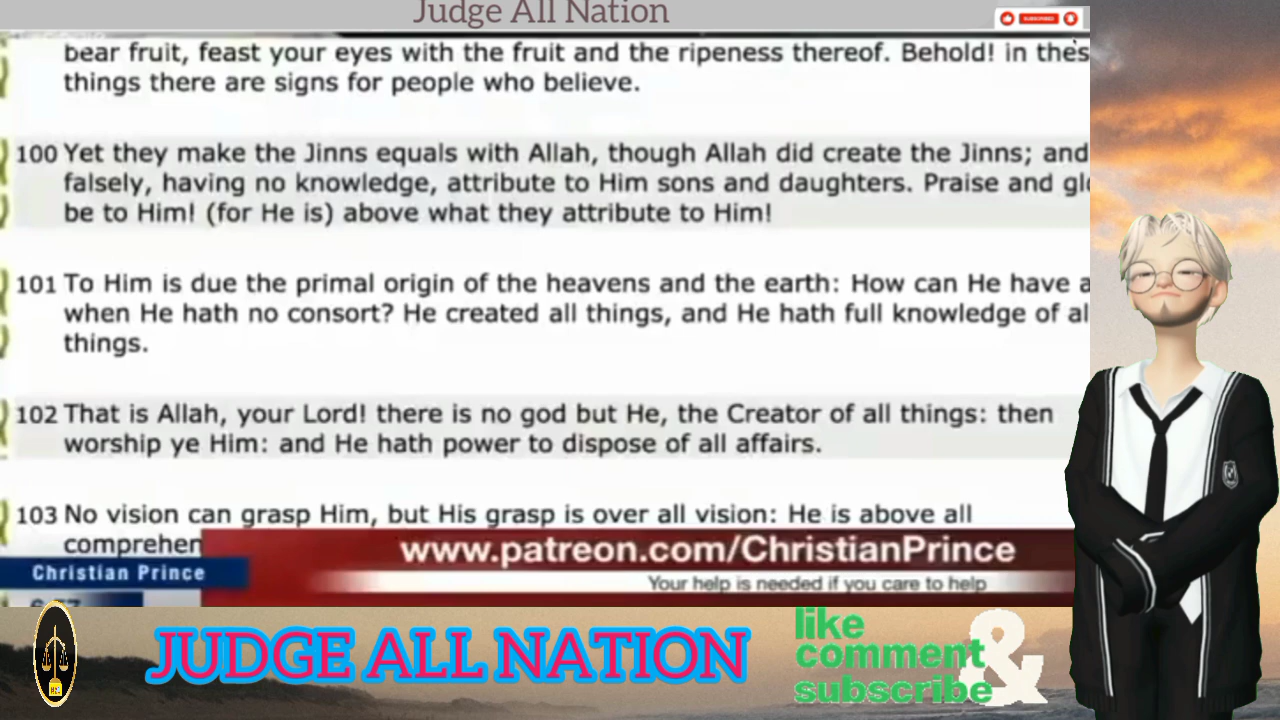 Judge All Nation
SUBSCRIBED
bear fruit, feast your eyes with the fruit and the ripeness thereof. Behold! in thes
things there are signs for people who believe.
100 Yet they make the Jinns equals with Allah, though Allah did create the Jinns; and
falsely, having no knowledge, attribute to Him sons and daughters. Praise and gl
be to Him! (for He is) above what they attribute to Him!
101 To Him is due the primal origin of the heavens and the earth: How can He have a
when He hath no consort? He created all things, and He hath full knowledge of al
things.
102 That is Allah, your Lord! there is no god but He, the Creator of all things: then
worship ye Him: and He hath power to dispose of all affairs.
103 No vision can grasp Him, but His grasp is over all vision: He is above all
comprehen
www.patreon.com/ChristianPrince
Christian Prince
Your help is needed if you care to help
JUDGE ALL NATION
like
comment &
subscribe